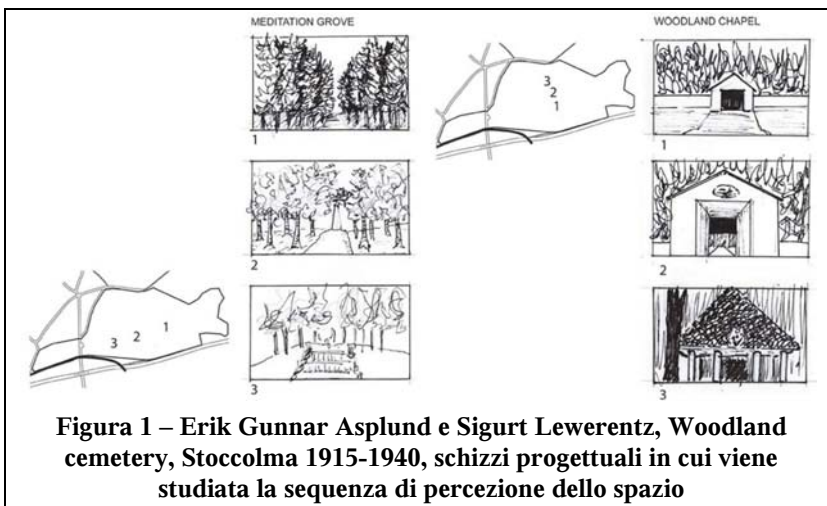 MEDITATION GROVE
1
2
3
3
2
1
WOODLAND CHAPEL
1
2
3
3
2
1
Figura 1 – Erik Gunnar Asplund e Sigurt Lewerentz, Woodland
cemetery, Stoccolma 1915-1940, schizzi progettuali in cui viene
studiata la sequenza di percezione dello spazio